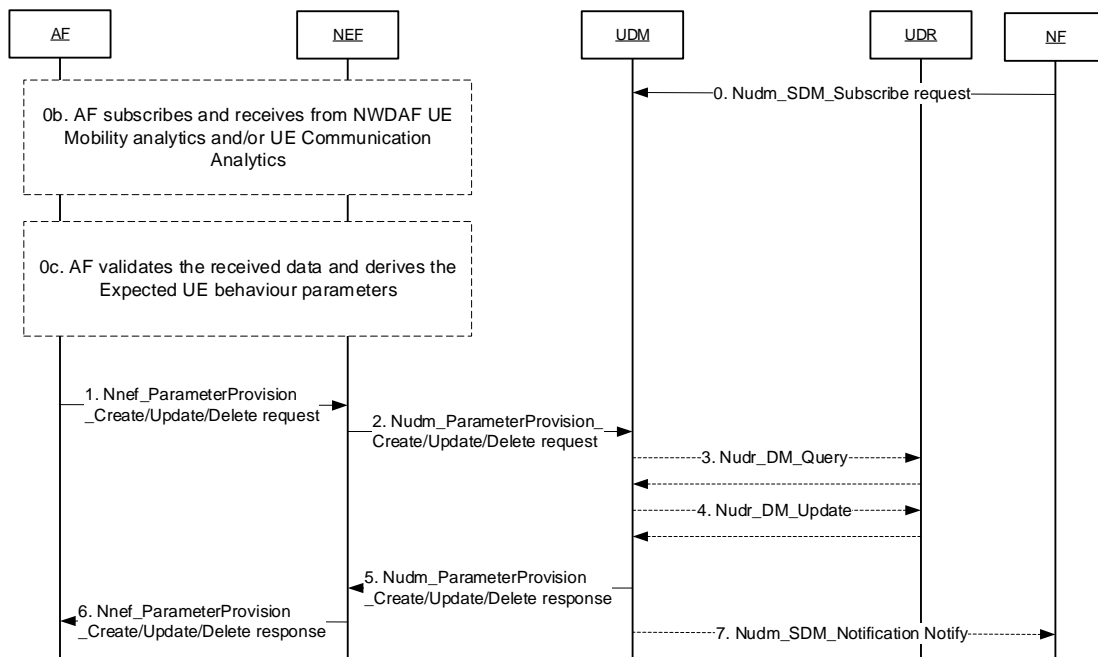 AF
NEF
UDM
UDR
NF
0b. AF subscribes and receives from NWDAF UE
Mobility analytics and/or UE Communication
Analytics
0. Nudm_SDM_Subscribe request
0c. AF validates the received data and derives the
Expected UE behaviour parameters
1. Nnef_ParameterProvision
_Create/Update/Delete request
2. Nudm_ParameterProvision_
Create/Update/Delete request
3. Nudr_DM_Query
4. Nudr_DM_Update
5. Nudm_ParameterProvision
_Create/Update/Delete response
6. Nnef_ParameterProvision
_Create/Update/Delete response
7. Nudm_SDM_Notification Notify